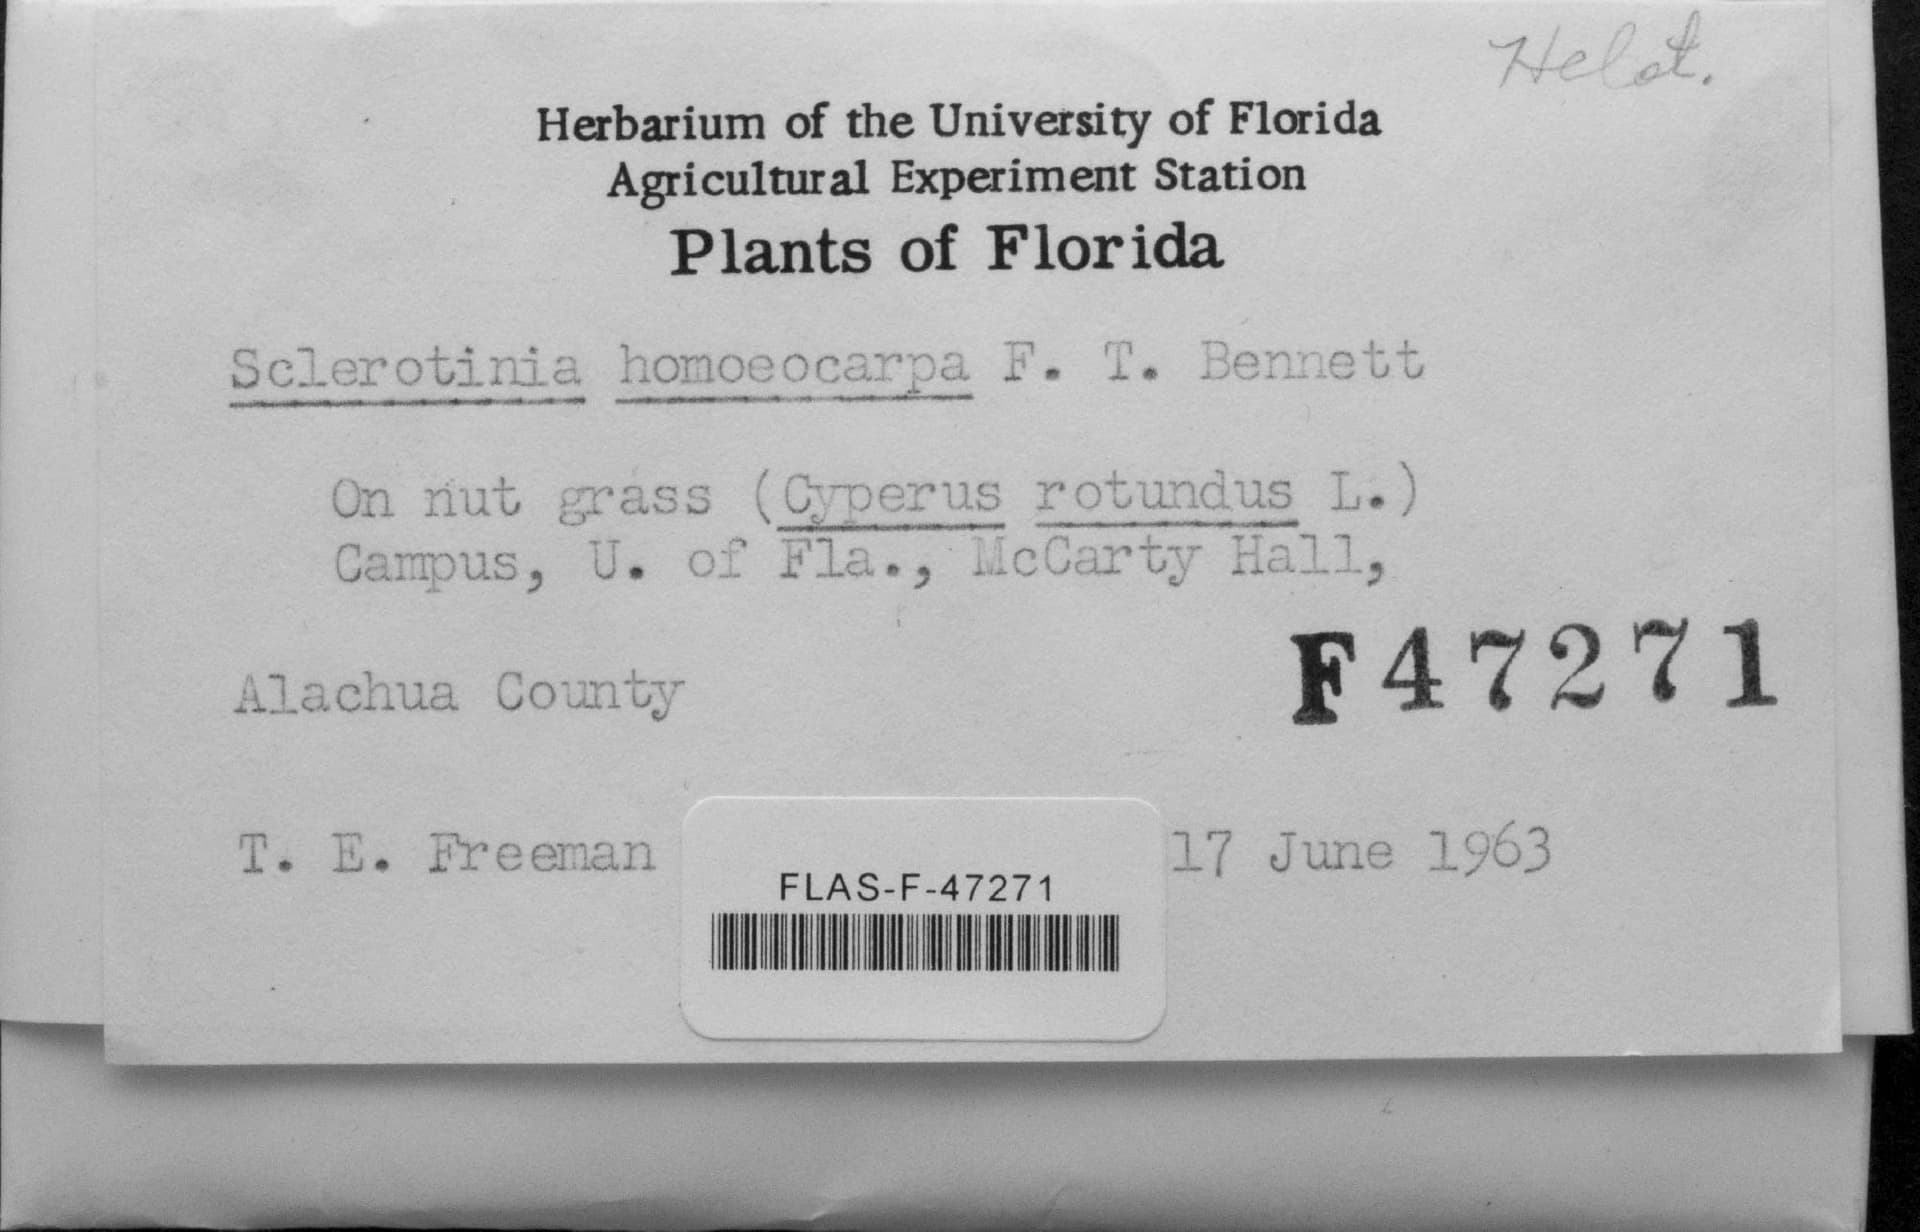 Helot.
Herbarium of the University of Florida
Agricultural Experiment Station
Plants of Florida
Sclerotinia homoeocarpa F. T. Bennett
On nut grass (Cyperus rotundus L.)
Campus, U. of Fla., McCarty Hall,
F47271
Alachua County
T. E. Freeman 17 June 1963
FLAS-F-47271